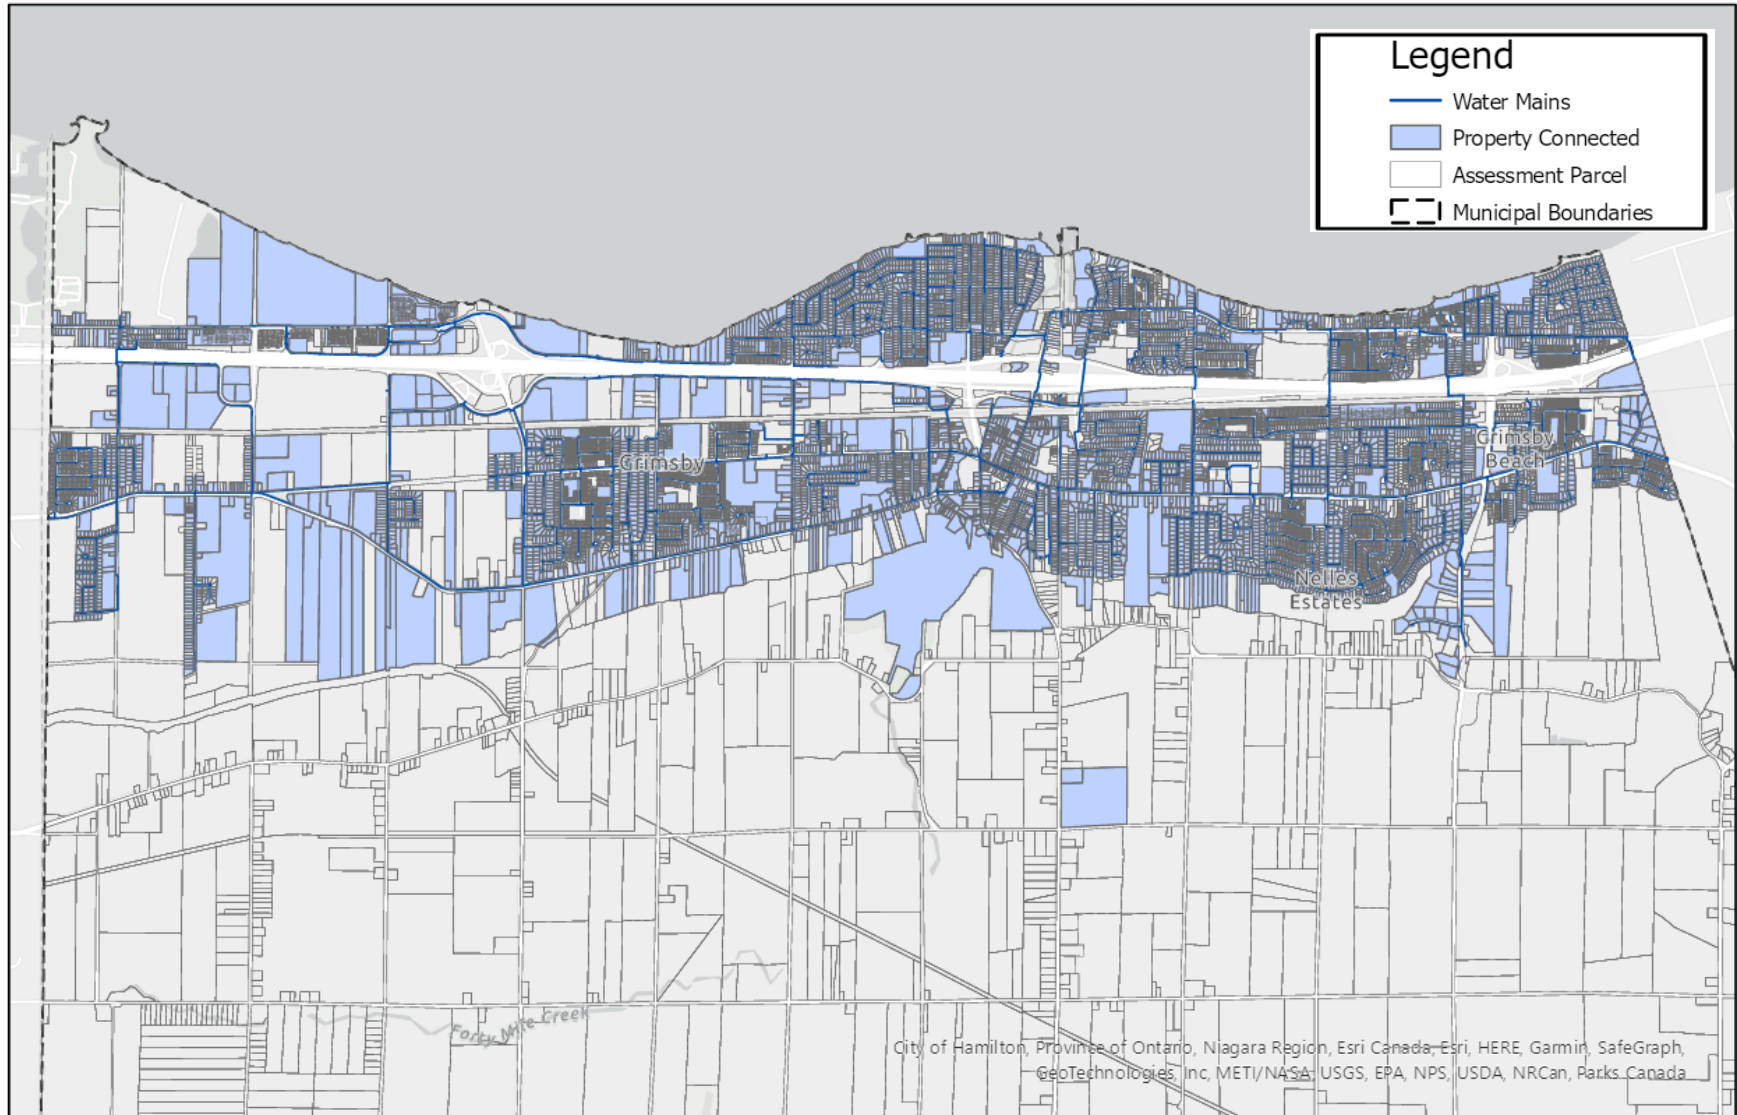 Legend
Water Mains
Property Connected
Assessment Parcel
Municipal Boundaries
Grimsby
Grimsby
Beach
Nelles
Estates
Forty Mile Creek
City of Hamilton, Province of Ontario, Niagara Region, Esri Canada, Esri, HERE, Garmin, SafeGraph,
GeoTechnologies, Inc, METI/NASA, USGS, EPA, NPS, USDA, NRCan, Parks Canada